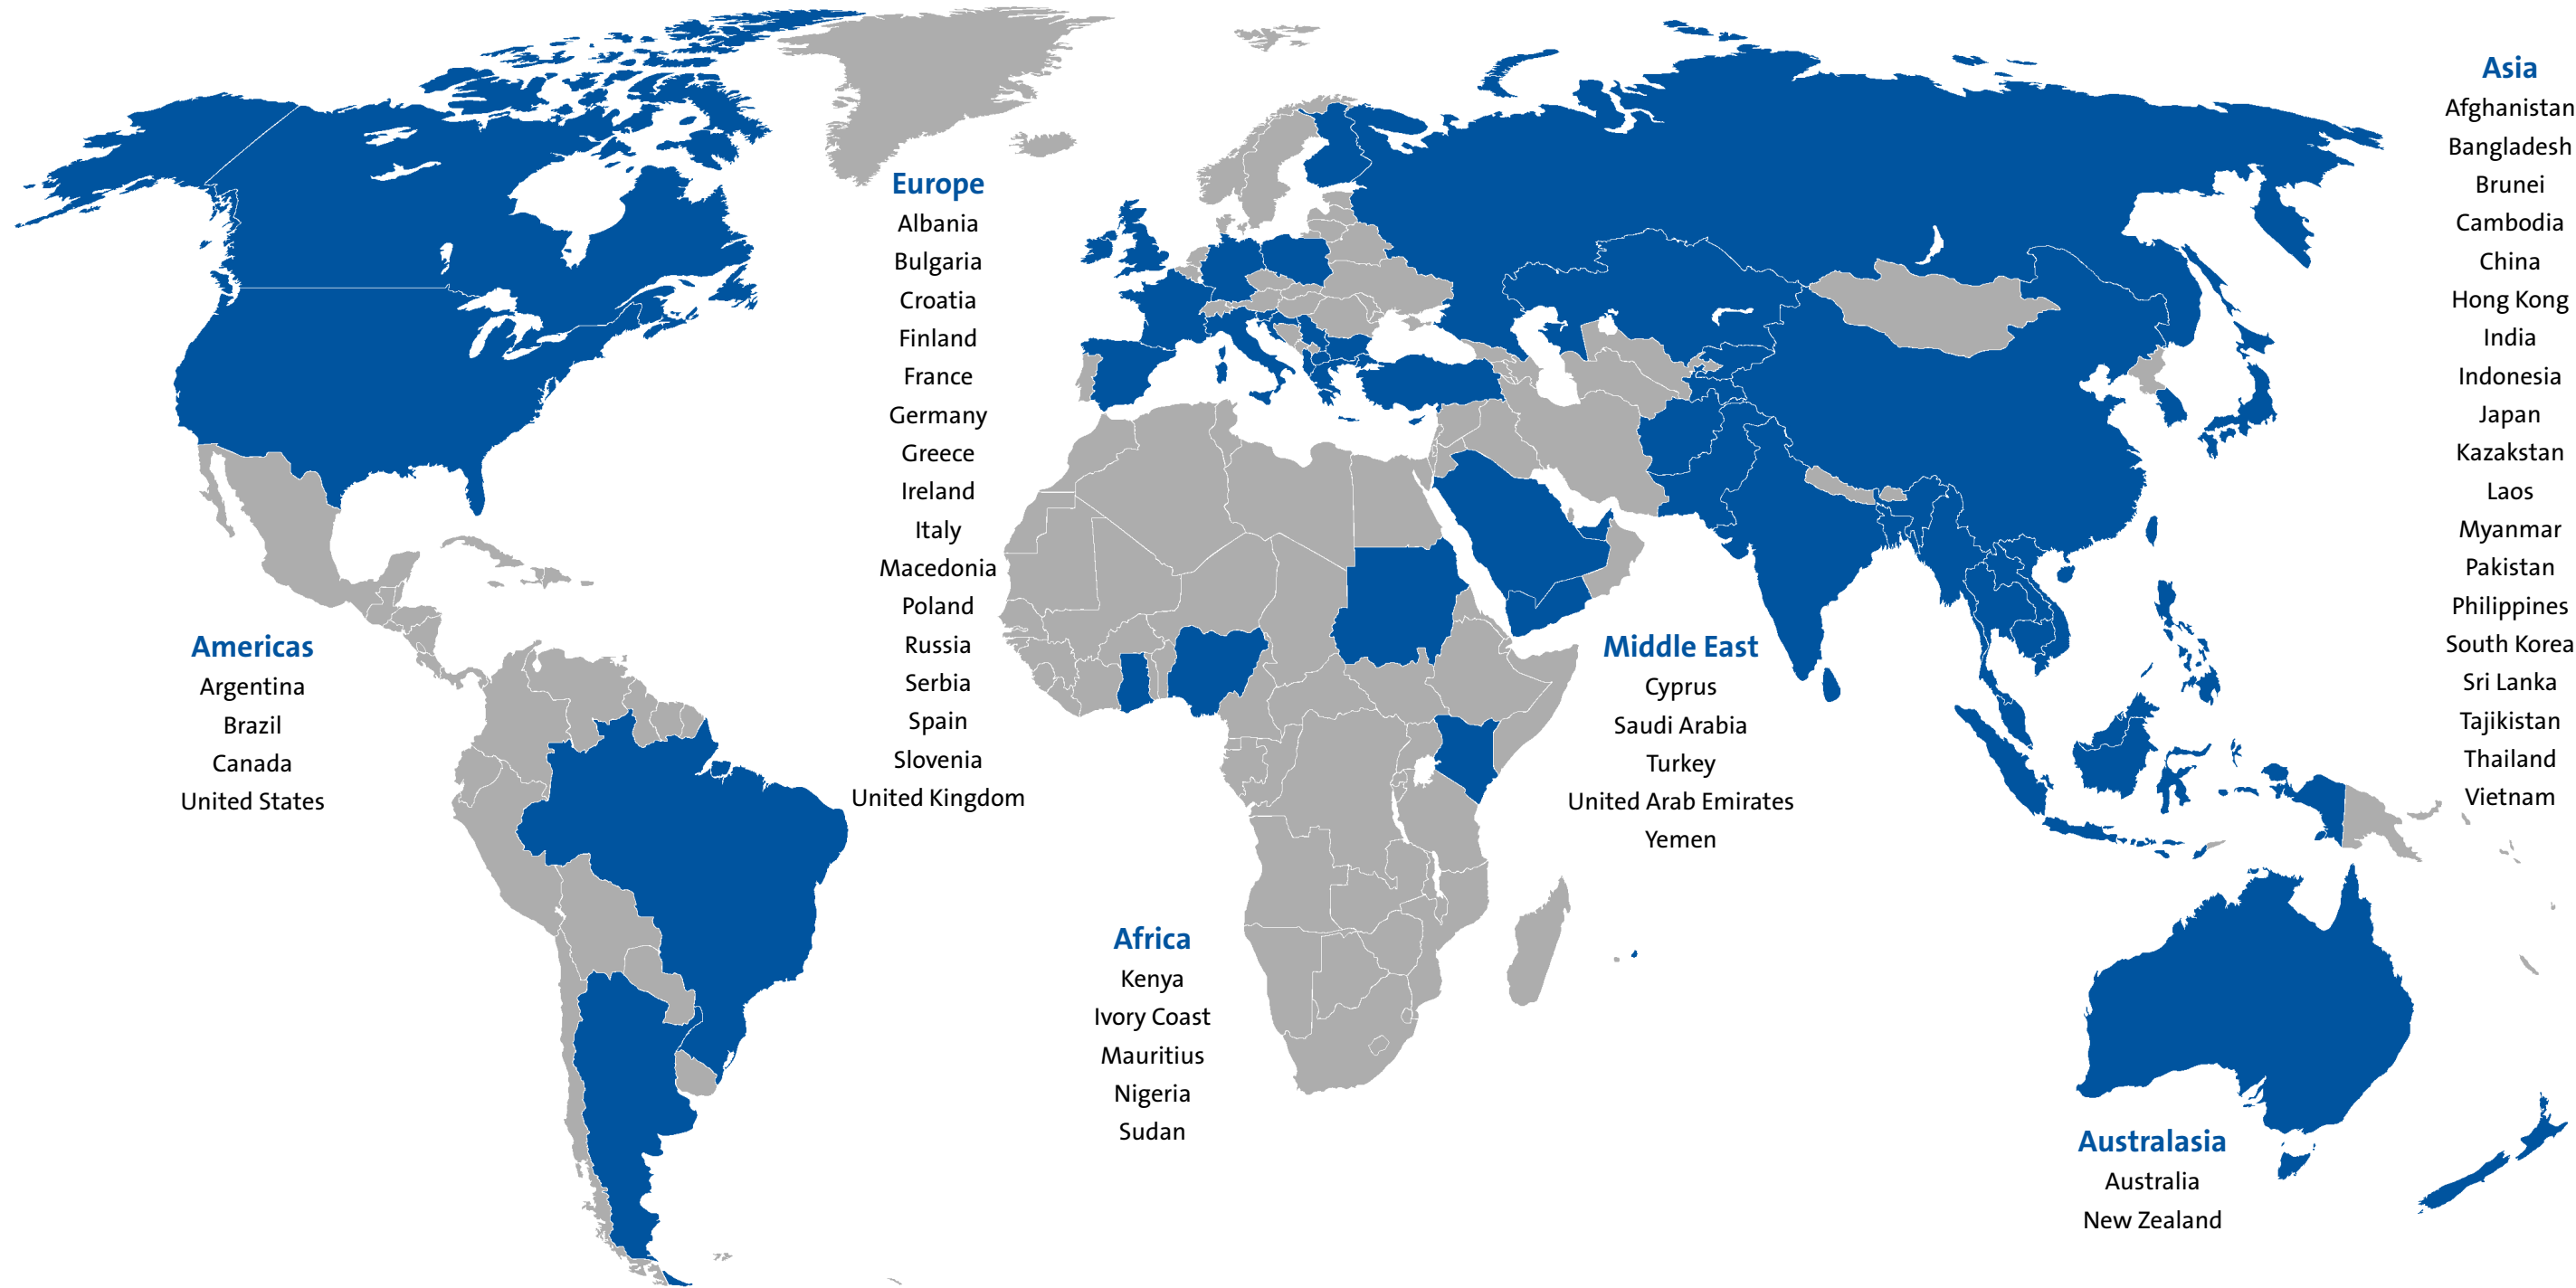 Americas
Argentina
Brazil
Canada
United States
Europe
Albania
Bulgaria
Croatia
Finland
France
Germany
Greece
Ireland
Italy
Macedonia
Poland
Russia
Serbia
Spain
Slovenia
United Kingdom
Africa
Kenya
Ivory Coast
Mauritius
Nigeria
Sudan
Middle East
Cyprus
Saudi Arabia
Turkey
United Arab Emirates
Yemen
Asia
Afghanistan
Bangladesh
Brunei
Cambodia
China
Hong Kong
India
Indonesia
Japan
Kazakstan
Laos
Myanmar
Pakistan
Philippines
South Korea
Sri Lanka
Tajikistan
Thailand
Vietnam
Australasia
Australia
New Zealand